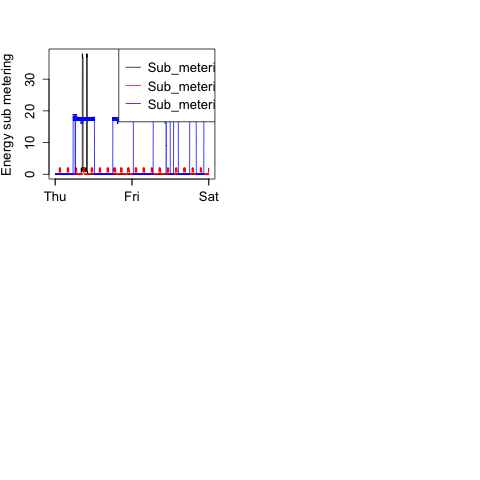 Energy sub metering
30
20
10
0
Sub_meteri
Sub_meteri
Sub_meteri
Thu Fri Sat